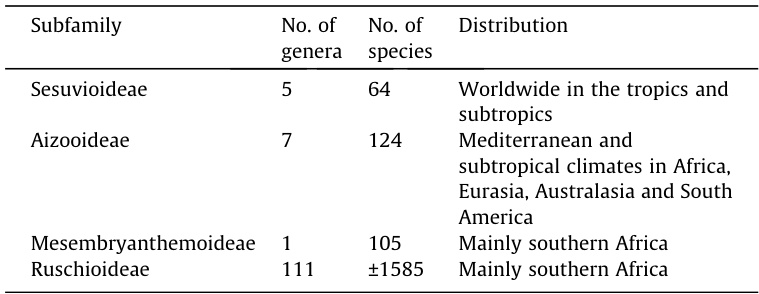 Subfamily No. of genera No. of species Distribution
Sesuvioideae 5 64 Worldwide in the tropics and
subtropics
Aizooideae 7 124 Mediterranean and
subtropical climates in Africa,
Eurasia, Australasia and South
America
Mesembryanthemoideae 1 105 Mainly southern Africa
Ruschioideae 111 ±1585 Mainly southern Africa